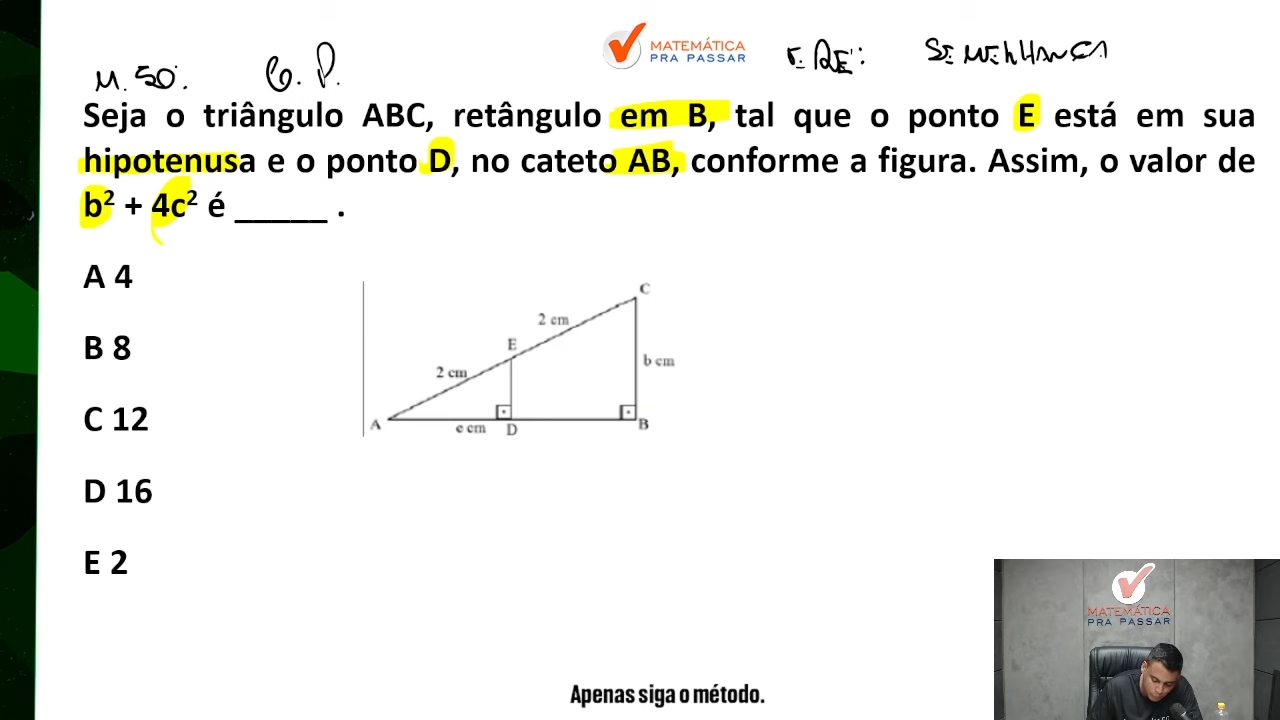 MATEMÁTICA
PRA PASSAR
M. 50:
SEMELHANÇA
Seja o triângulo ABC, retângulo em B, tal que o ponto E está em sua
hipotenusa e o ponto D, no cateto AB, conforme a figura. Assim, o valor de
b² + 4c² é _____ .
A 4
B 8
C 12
D 16
E 2
C
2 cm
E
b cm
2 cm
A
c cm
D
B
MATEMÁTICA
PRA PASSAR
Apenas siga o método.